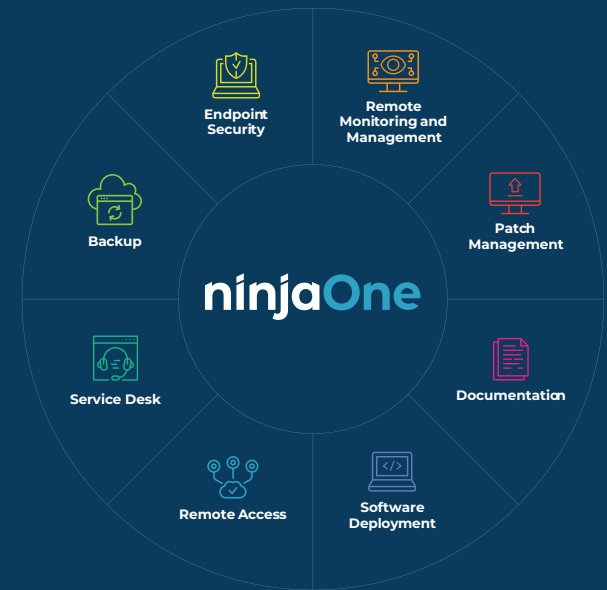 Endpoint
Security
Remote
Monitoring and
Management
Patch
Management
Backup
ninjaOne
Service Desk
Documentation
Remote Access
</>
Software
Deployment